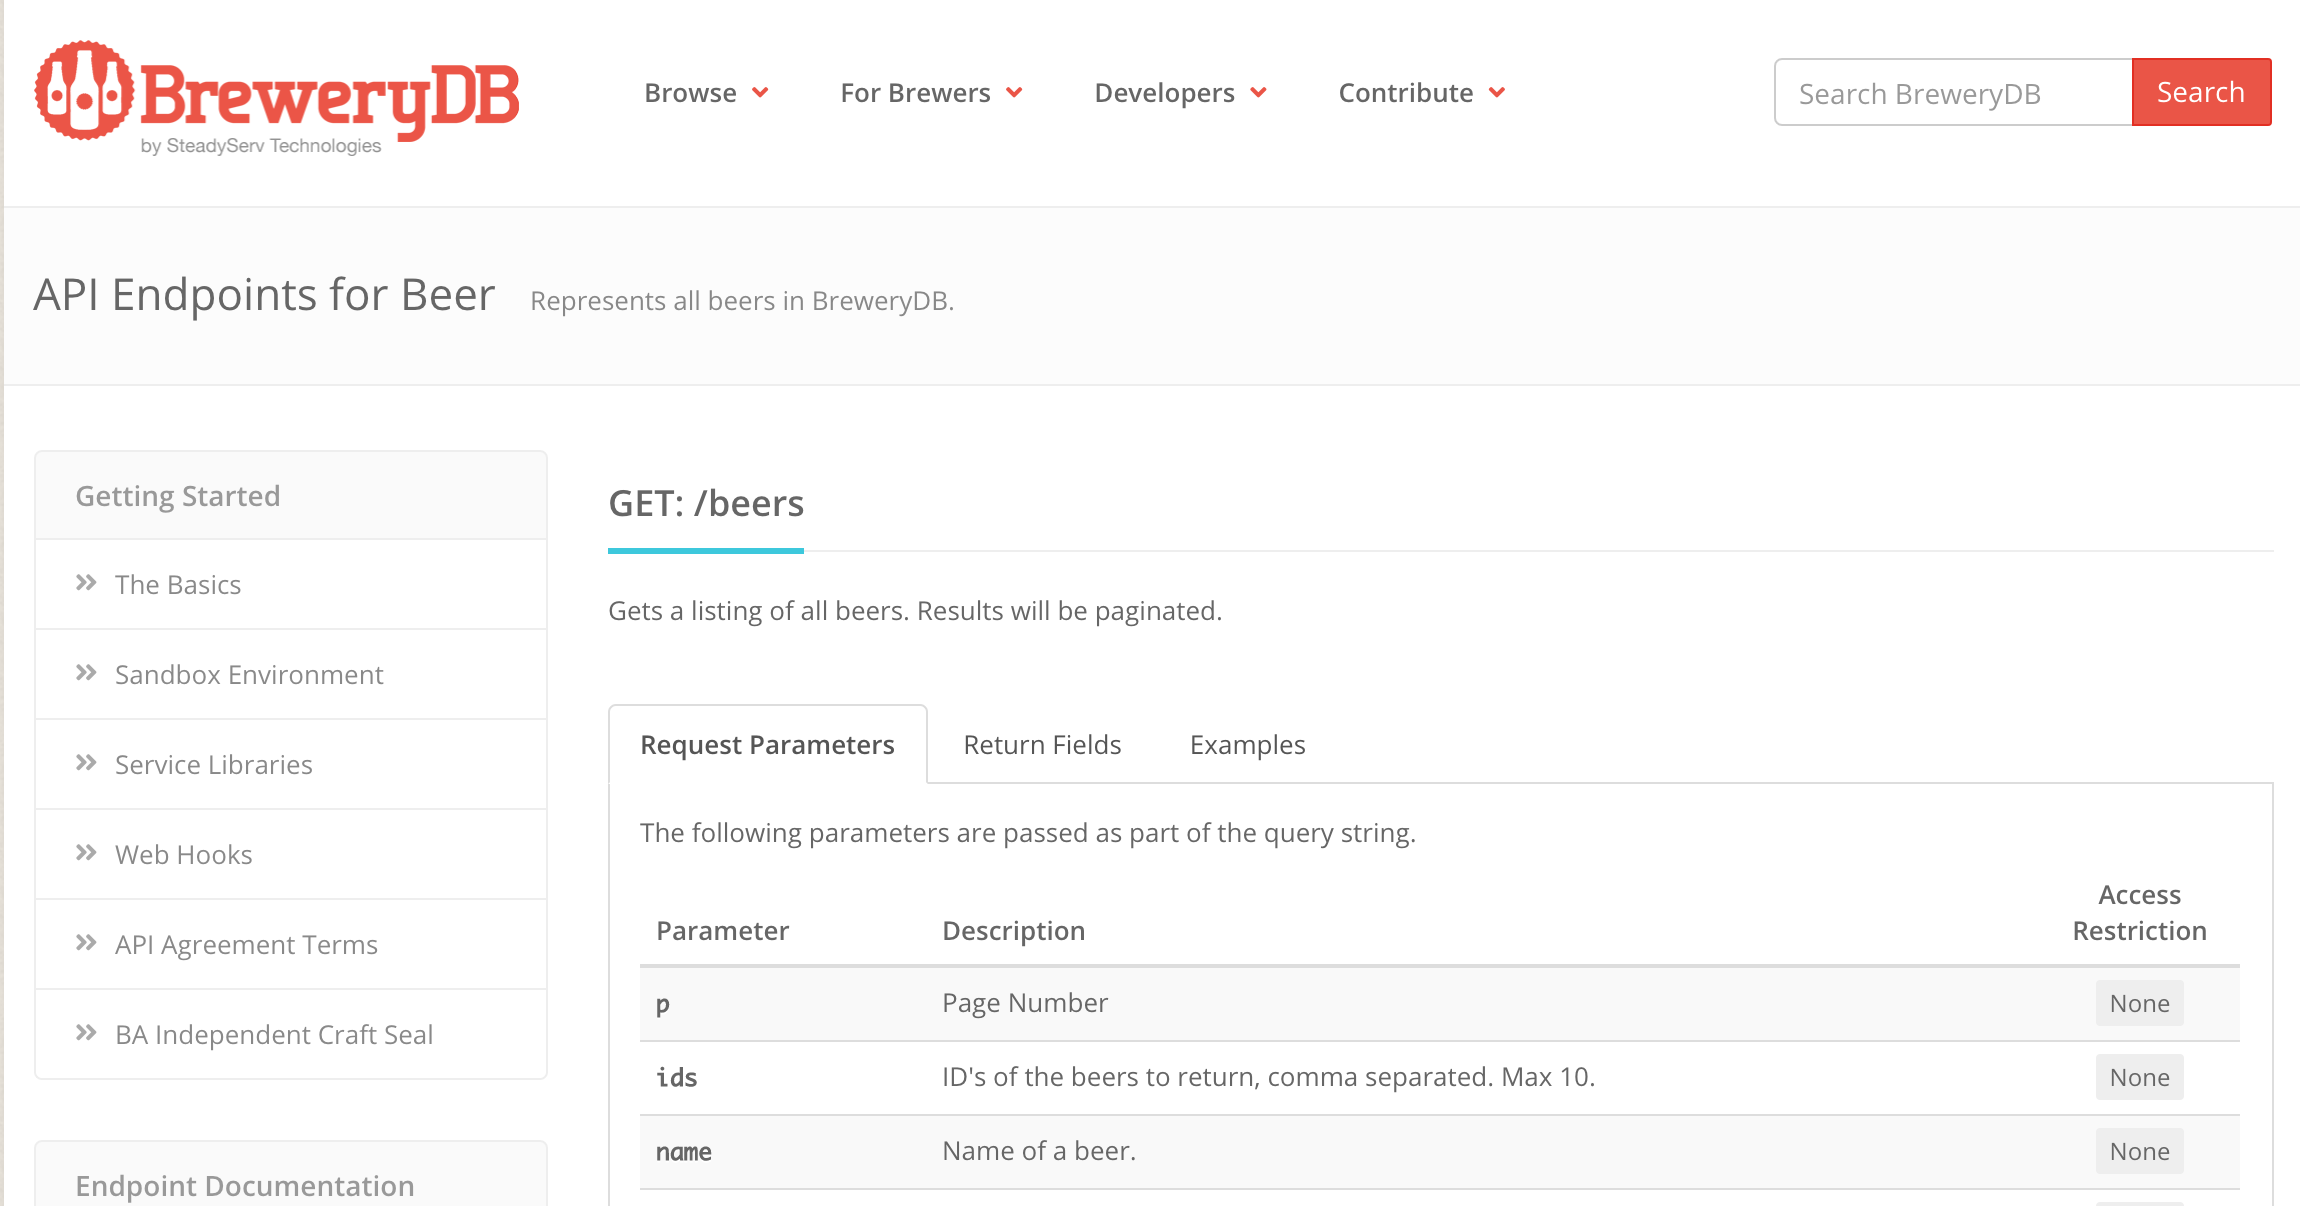 BreweryDB
by SteadyServ Technologies
Browse
For Brewers
Developers
Contribute
Search BreweryDB
Search
API Endpoints for Beer
Represents all beers in BreweryDB.
Getting Started
The Basics
Sandbox Environment
Service Libraries
Web Hooks
API Agreement Terms
BA Independent Craft Seal
Endpoint Documentation
GET: /beers
Gets a listing of all beers. Results will be paginated.
Request Parameters
Return Fields
Examples
The following parameters are passed as part of the query string.
Parameter Description Access Restriction
p Page Number None
ids ID's of the beers to return, comma separated. Max 10. None
name Name of a beer. None